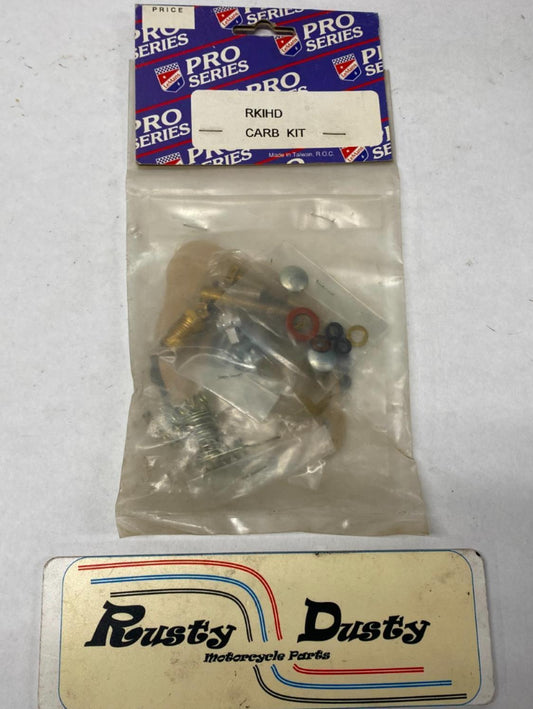 PRICE
PRO SERIES
PRO SERIES
PRO SERIES
PRO SERIES
PRO SERIES
RKIHD
CARB KIT
Made in Taiwan, R.O.C.
Rusty Dusty
Motorcycle Parts